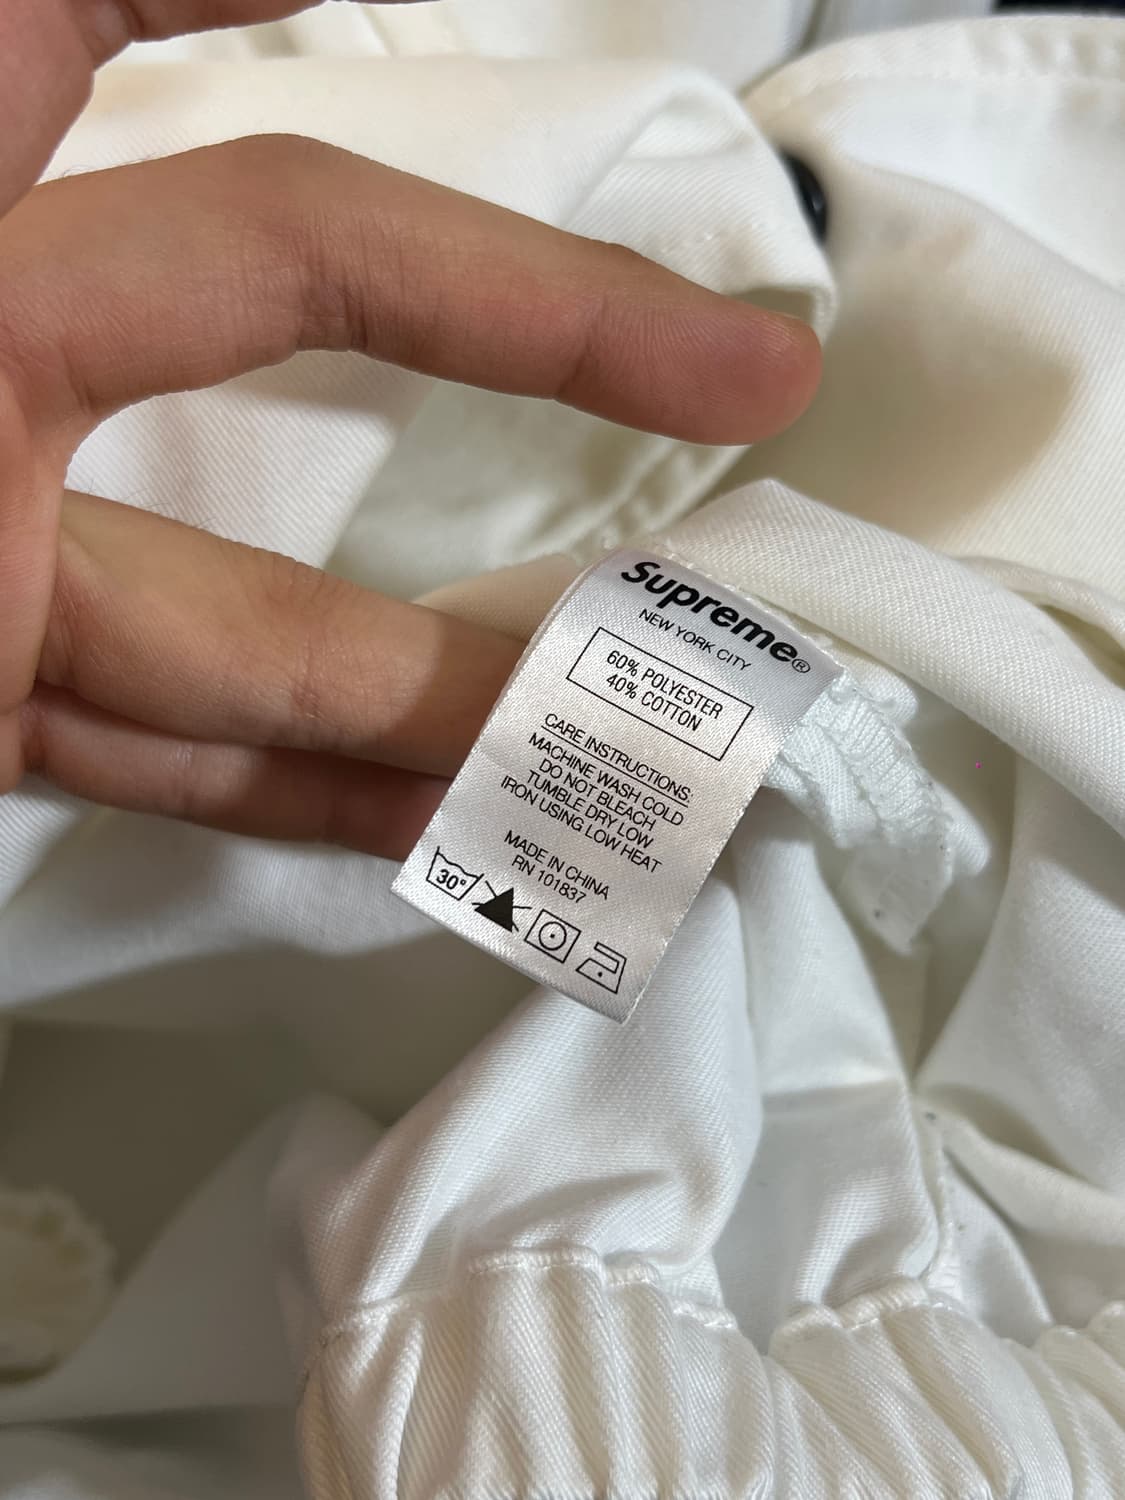 Supreme®
NEW YORK CITY
60% POLYESTER
40% COTTON
CARE INSTRUCTIONS:
MACHINE WASH COLD
DO NOT BLEACH
TUMBLE DRY LOW
IRON USING LOW HEAT
MADE IN CHINA
RN 101837
30°